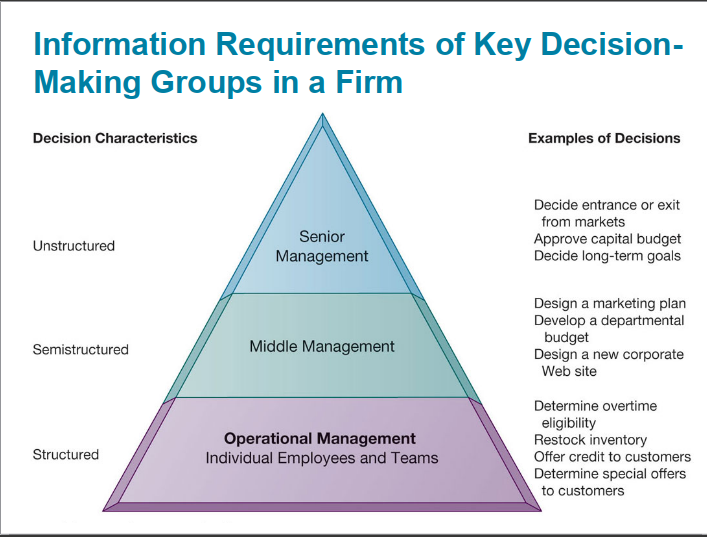 Information Requirements of Key Decision-
Making Groups in a Firm
Decision Characteristics
Examples of Decisions
Unstructured
Senior
Management
Decide entrance or exit
from markets
Approve capital budget
Decide long-term goals
Semistructured
Middle Management
Design a marketing plan
Develop a departmental
budget
Design a new corporate
Web site
Structured
Operational Management
Individual Employees and Teams
Determine overtime
eligibility
Restock inventory
Offer credit to customers
Determine special offers
to customers